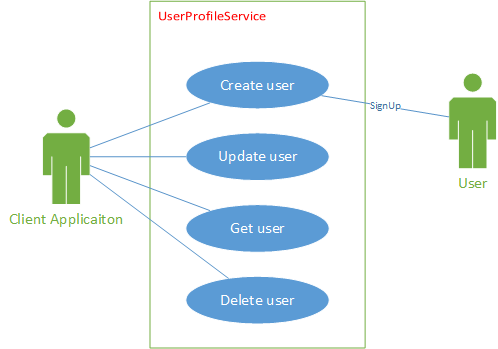 UserProfileService
Create user
SignUp
Update user
User
Client Applicaiton
Get user
Delete user